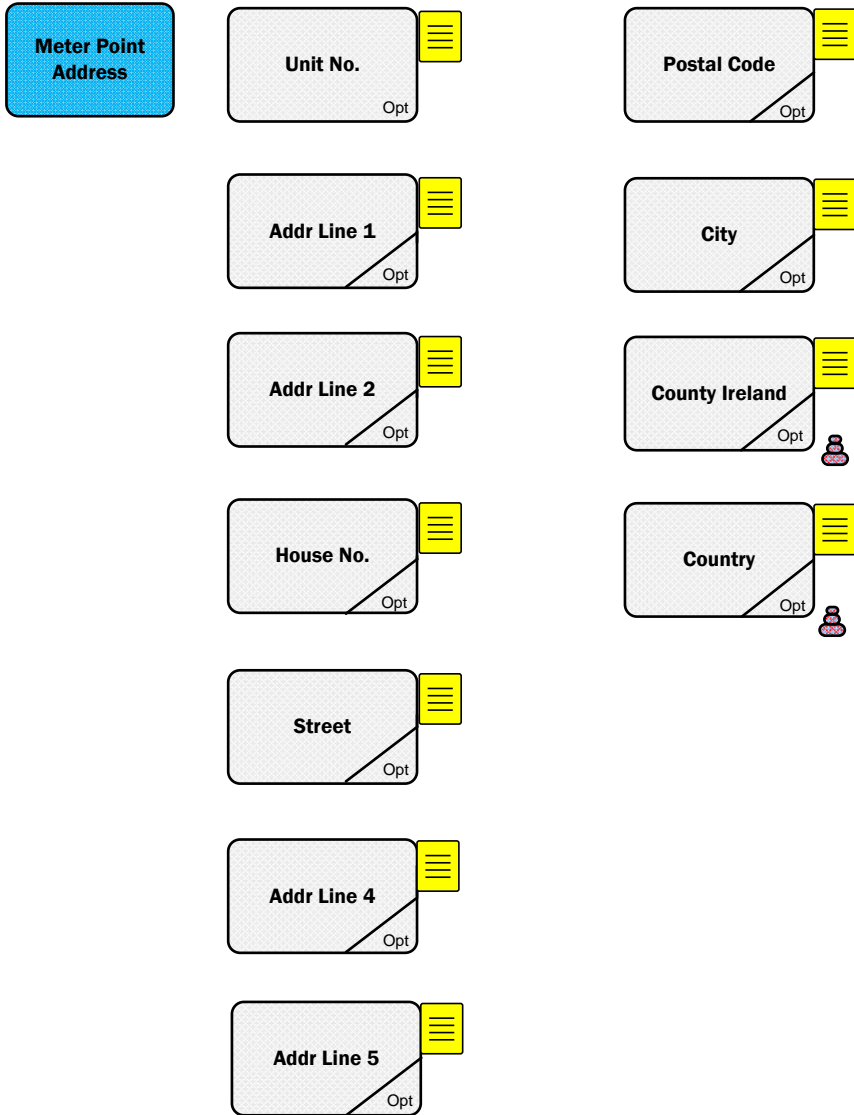 Meter Point
Address
Unit No.
Opt
Postal Code
Opt
Addr Line 1
Opt
City
Opt
Addr Line 2
Opt
County Ireland
Opt
House No.
Opt
Country
Opt
Street
Opt
Addr Line 4
Opt
Addr Line 5
Opt